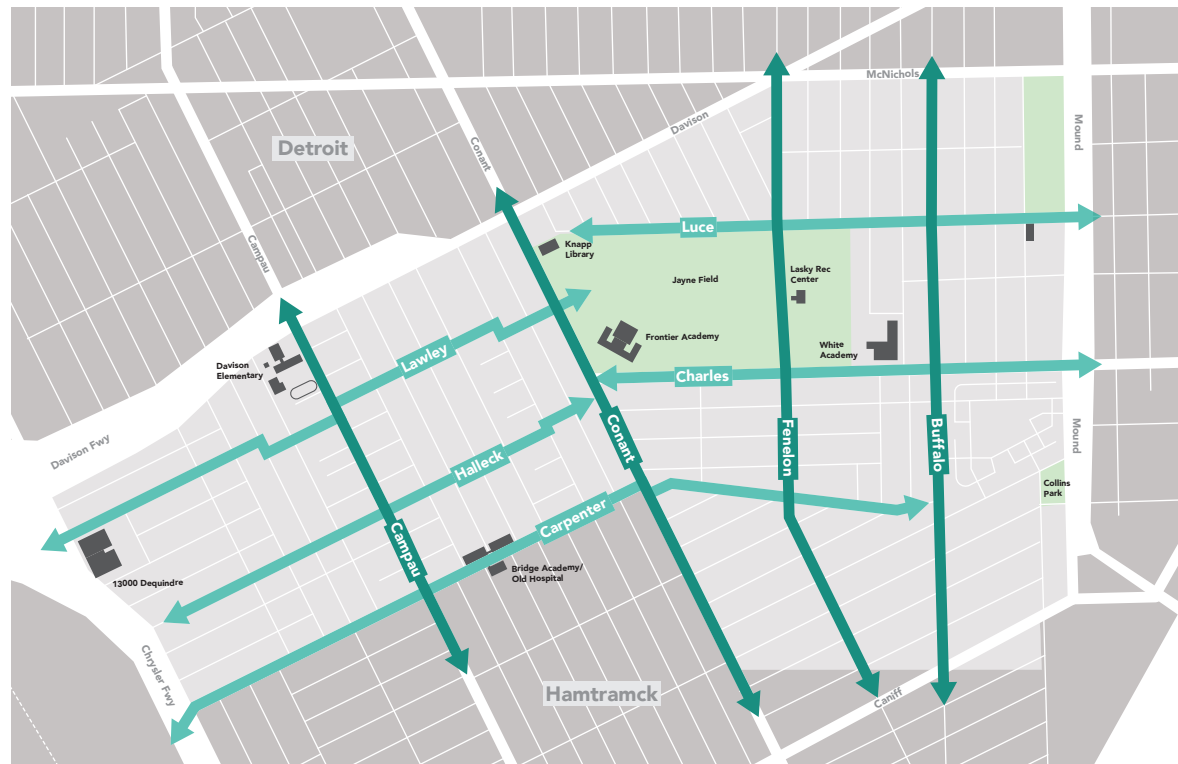 McNichols
Davison
Mound
Detroit
Conant
Luce
Campau
Knapp
Library
Lasky Rec
Center
Jayne Field
Frontier Academy
White
Academy
Lawley
Davison
Elementary
Charles
Conant
Fenelon
Buffalo
Mound
Davison Fwy
Halleck
Collins
Park
Carpenter
Campau
Bridge Academy/
Old Hospital
13000 Dequindre
Chrysler Fwy
Hamtramck
Caniff